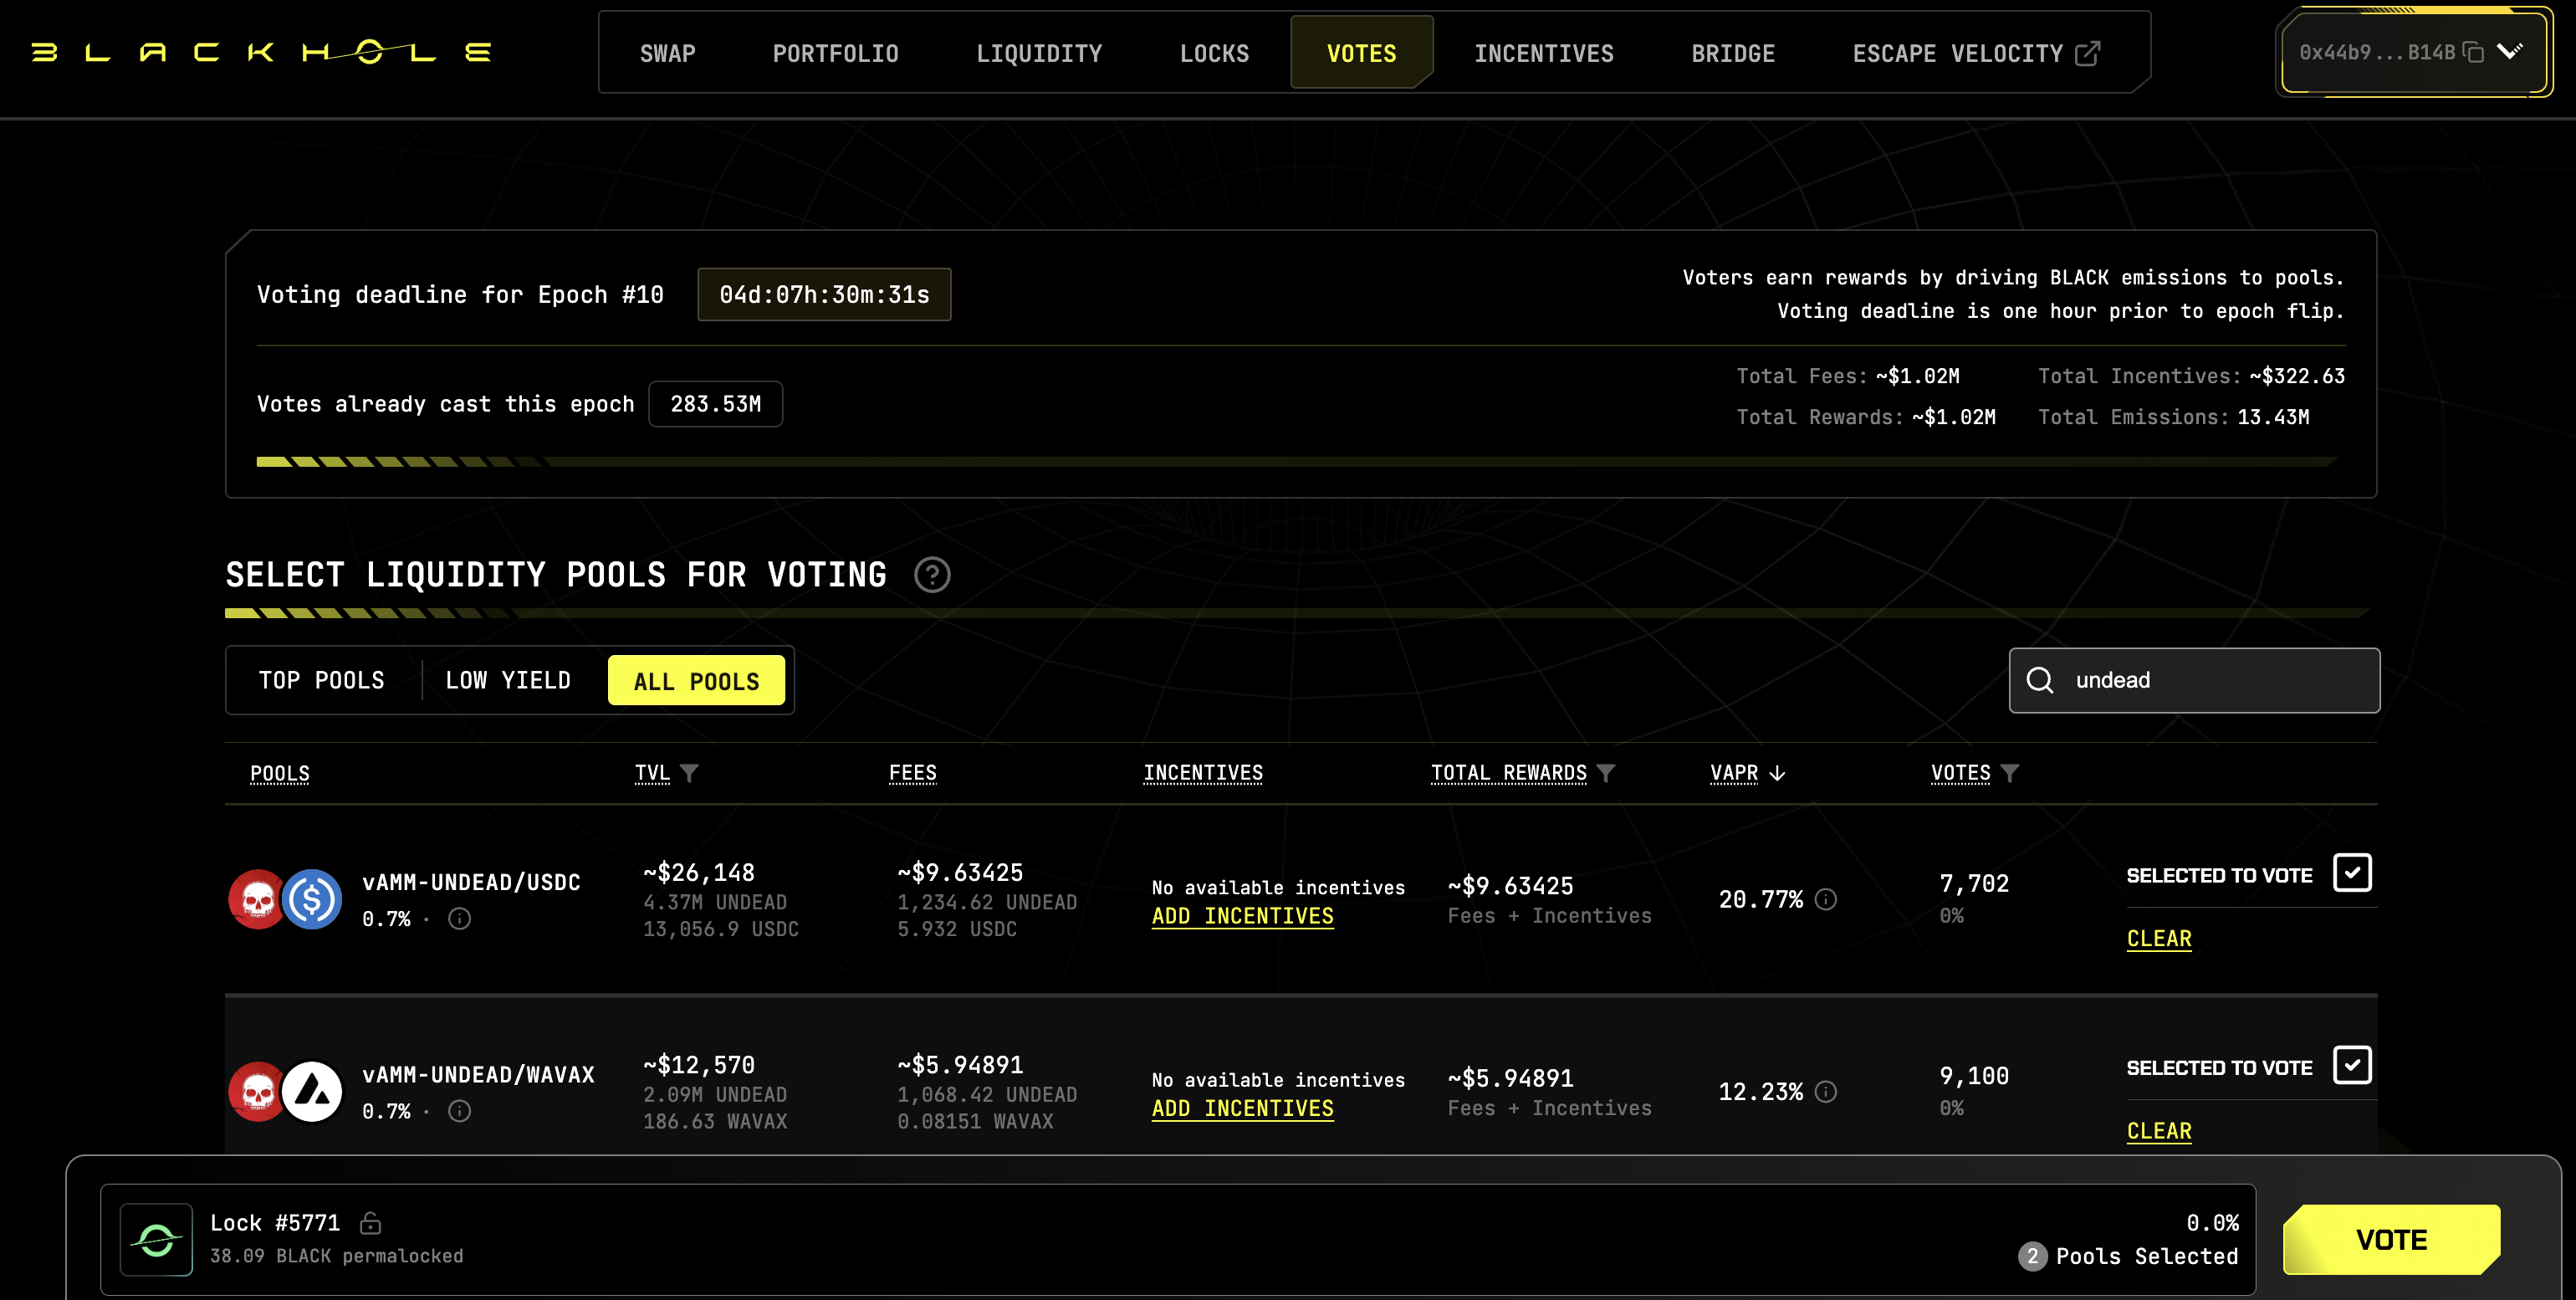 BLACKHOLE
SWAP
PORTFOLIO
LIQUIDITY
LOCKS
VOTES
INCENTIVES
BRIDGE
ESCAPE VELOCITY
0x44b9...B14B
Voting deadline for Epoch #10
04d:07h:30m:31s
Voters earn rewards by driving BLACK emissions to pools.
Voting deadline is one hour prior to epoch flip.
Votes already cast this epoch
283.53M
Total Fees: ~$1.02M
Total Incentives: ~$322.63
Total Rewards: ~$1.02M
Total Emissions: 13.43M
SELECT LIQUIDITY POOLS FOR VOTING
TOP POOLS
LOW YIELD
ALL POOLS
undead
POOLS
TVL
FEES
INCENTIVES
TOTAL REWARDS
VAPR
VOTES
vAMM-UNDEAD/USDC
0.7% ·
~$26,148
4.37M UNDEAD
13,056.9 USDC
~$9.63425
1,234.62 UNDEAD
5.932 USDC
No available incentives
ADD INCENTIVES
~$9.63425
Fees + Incentives
20.77%
7,702
0%
SELECTED TO VOTE
CLEAR
vAMM-UNDEAD/WAVAX
0.7% ·
~$12,570
2.09M UNDEAD
186.63 WAVAX
~$5.94891
1,068.42 UNDEAD
0.08151 WAVAX
No available incentives
ADD INCENTIVES
~$5.94891
Fees + Incentives
12.23%
9,100
0%
SELECTED TO VOTE
CLEAR
Lock #5771
38.09 BLACK permalocked
0.0%
2 Pools Selected
VOTE